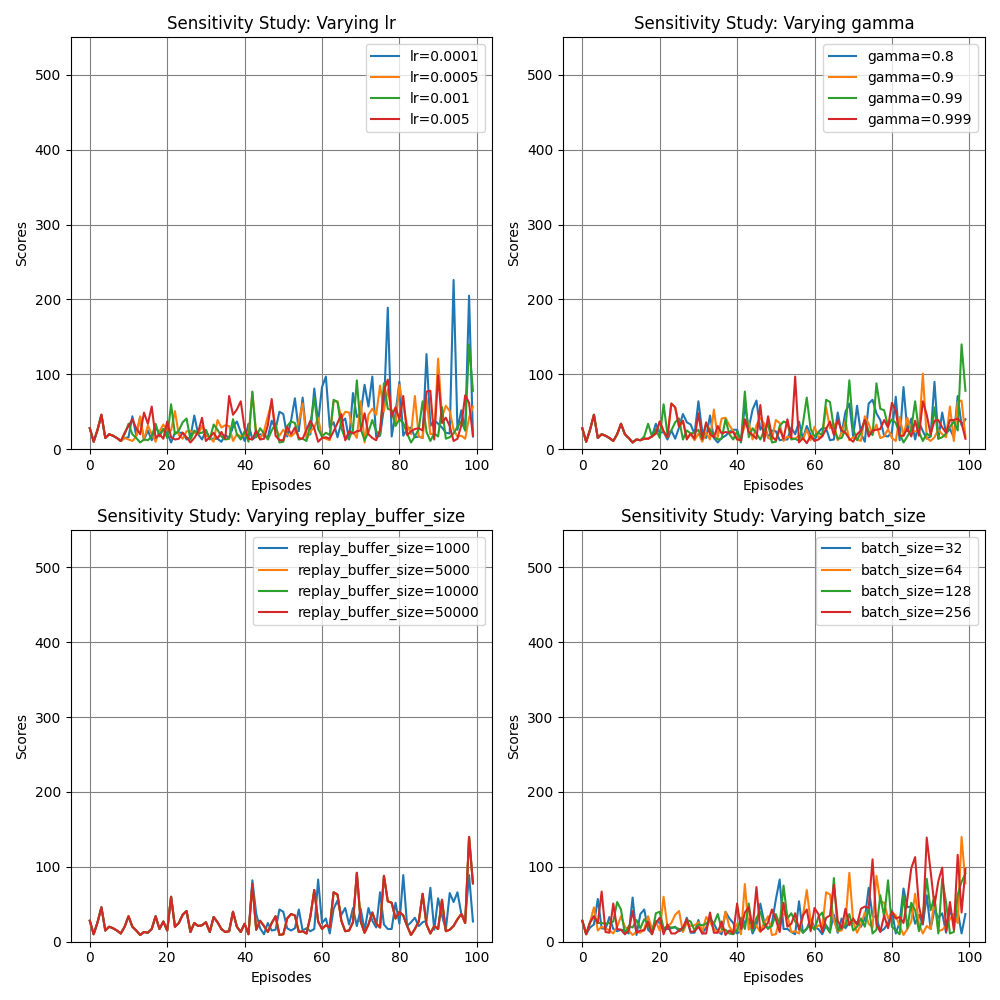 Sensitivity Study: Varying lr
500
400
300
200
100
0
Scores
lr=0.0001
lr=0.0005
lr=0.001
lr=0.005
0 20 40 60 80 100
Episodes
Sensitivity Study: Varying gamma
500
400
300
200
100
0
Scores
gamma=0.8
gamma=0.9
gamma=0.99
gamma=0.999
0 20 40 60 80 100
Episodes
Sensitivity Study: Varying replay_buffer_size
500
400
300
200
100
0
Scores
replay_buffer_size=1000
replay_buffer_size=5000
replay_buffer_size=10000
replay_buffer_size=50000
0 20 40 60 80 100
Episodes
Sensitivity Study: Varying batch_size
500
400
300
200
100
0
Scores
batch_size=32
batch_size=64
batch_size=128
batch_size=256
0 20 40 60 80 100
Episodes